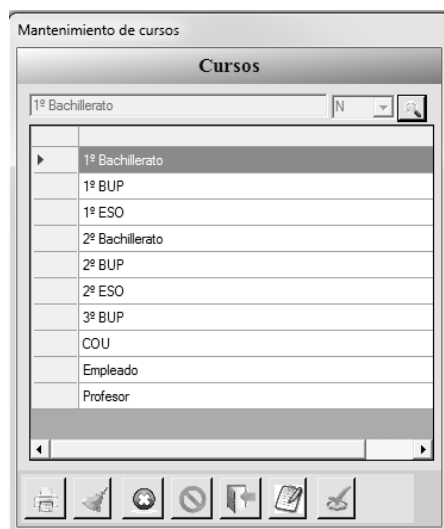 Mantenimiento de cursos
Cursos
1º Bachillerato N
1º Bachillerato
1º BUP
1º ESO
2º Bachillerato
2º BUP
2º ESO
3º BUP
COU
Empleado
Profesor